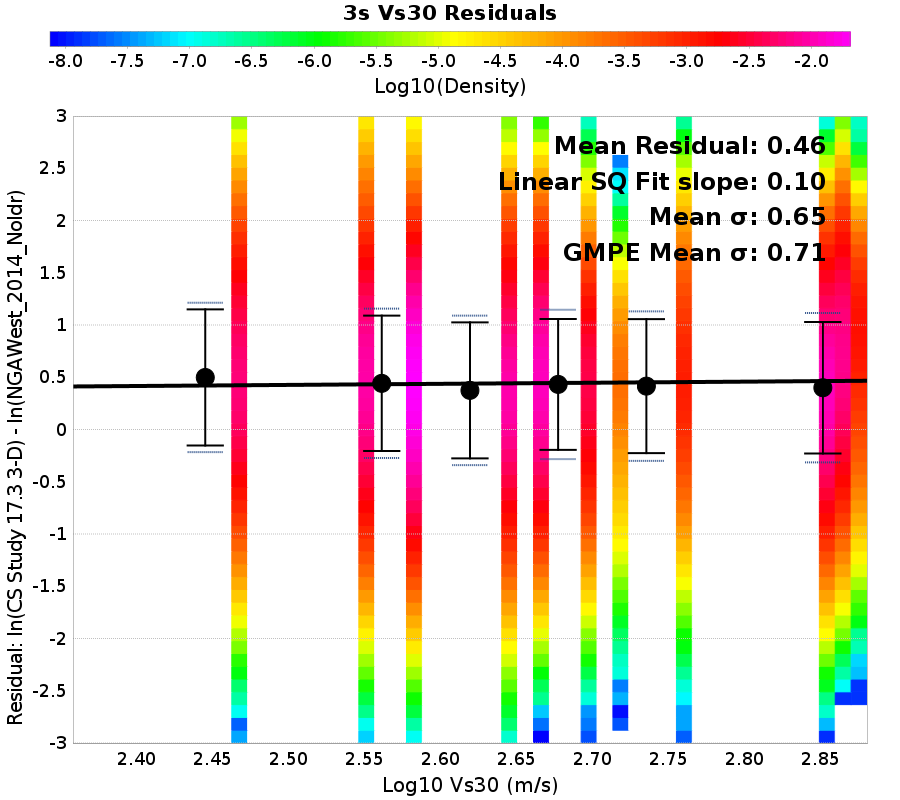 3s Vs30 Residuals
-8.0 -7.5 -7.0 -6.5 -6.0 -5.5 -5.0 -4.5 -4.0 -3.5 -3.0 -2.5 -2.0
Log10(Density)
Mean Residual: 0.46
Linear SQ Fit slope: 0.10
Mean σ: 0.65
GMPE Mean σ: 0.71
Residual: ln(CS Study 17.3 3-D) - ln(NGAWest_2014_NoIdr)
3
2.5
2
1.5
1
0.5
0
-0.5
-1
-1.5
-2
-2.5
-3
2.40 2.45 2.50 2.55 2.60 2.65 2.70 2.75 2.80 2.85
Log10 Vs30 (m/s)